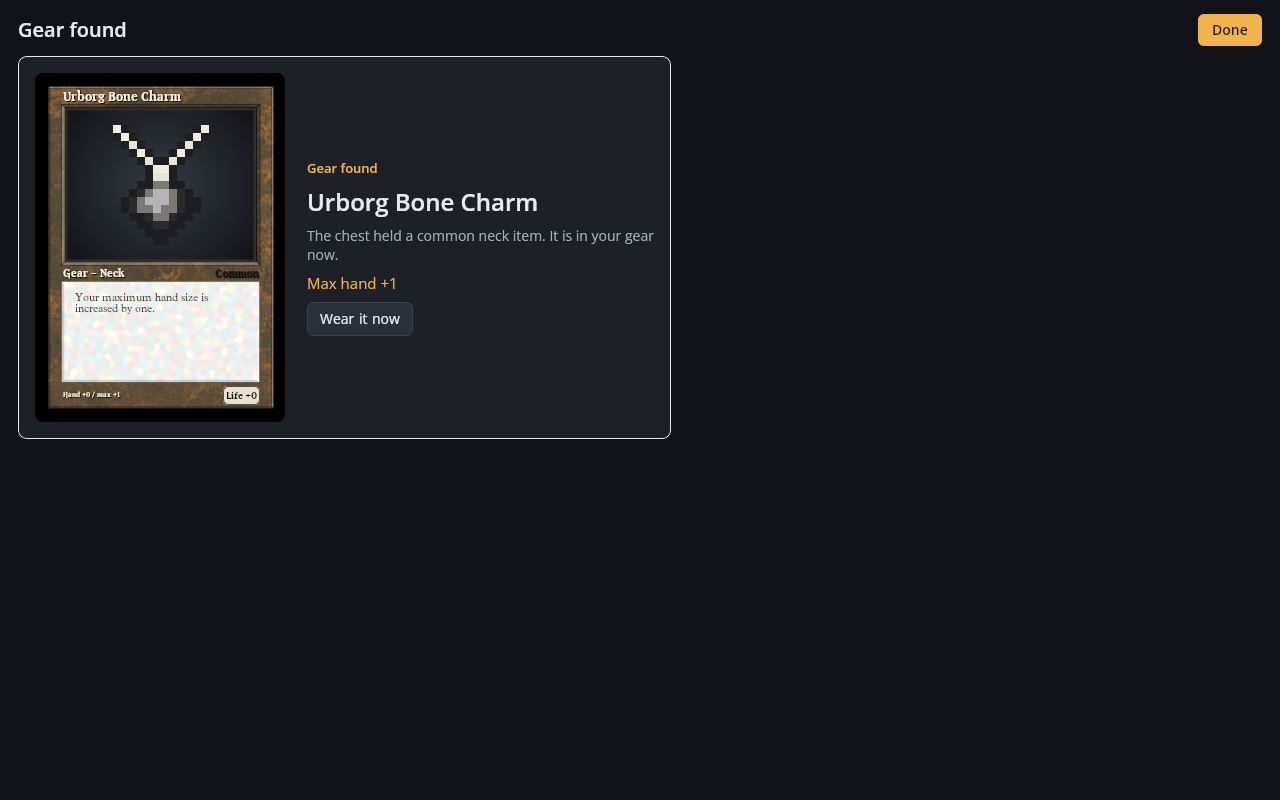 Gear found
Done
Urborg Bone Charm
Gear – Neck Common
Your maximum hand size is
increased by one.
Hand +0 / max +1
Life +0
Gear found
Urborg Bone Charm
The chest held a common neck item. It is in your gear
now.
Max hand +1
Wear it now